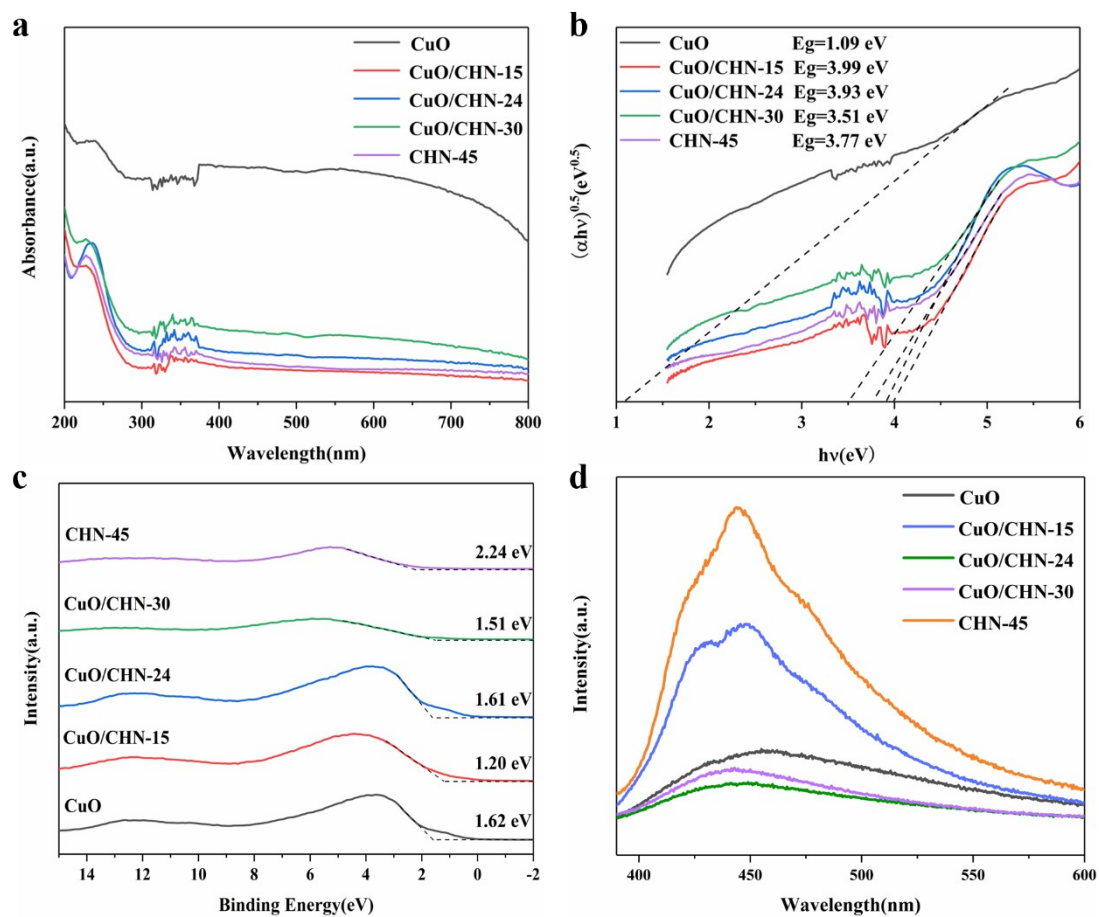 a
CuO
CuO/CHN-15
CuO/CHN-24
CuO/CHN-30
CHN-45
Absorbance(a.u.)
200 300 400 500 600 700 800
Wavelength(nm)
b
CuO Eg=1.09 eV
CuO/CHN-15 Eg=3.99 eV
CuO/CHN-24 Eg=3.93 eV
CuO/CHN-30 Eg=3.51 eV
CHN-45 Eg=3.77 eV
(αhν)^0.5(eV^0.5)
1 2 3 4 5 6
hν(eV)
c
CHN-45 2.24 eV
CuO/CHN-30 1.51 eV
CuO/CHN-24 1.61 eV
CuO/CHN-15 1.20 eV
CuO 1.62 eV
Intensity(a.u.)
14 12 10 8 6 4 2 0 -2
Binding Energy(eV)
d
CuO
CuO/CHN-15
CuO/CHN-24
CuO/CHN-30
CHN-45
Intensity(a.u.)
400 450 500 550 600
Wavelength(nm)